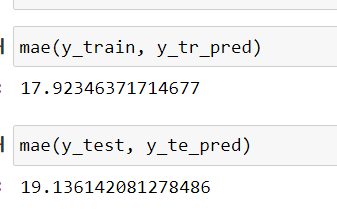 mae(y_train, y_tr_pred)
17.92346371714677
mae(y_test, y_te_pred)
19.136142081278486